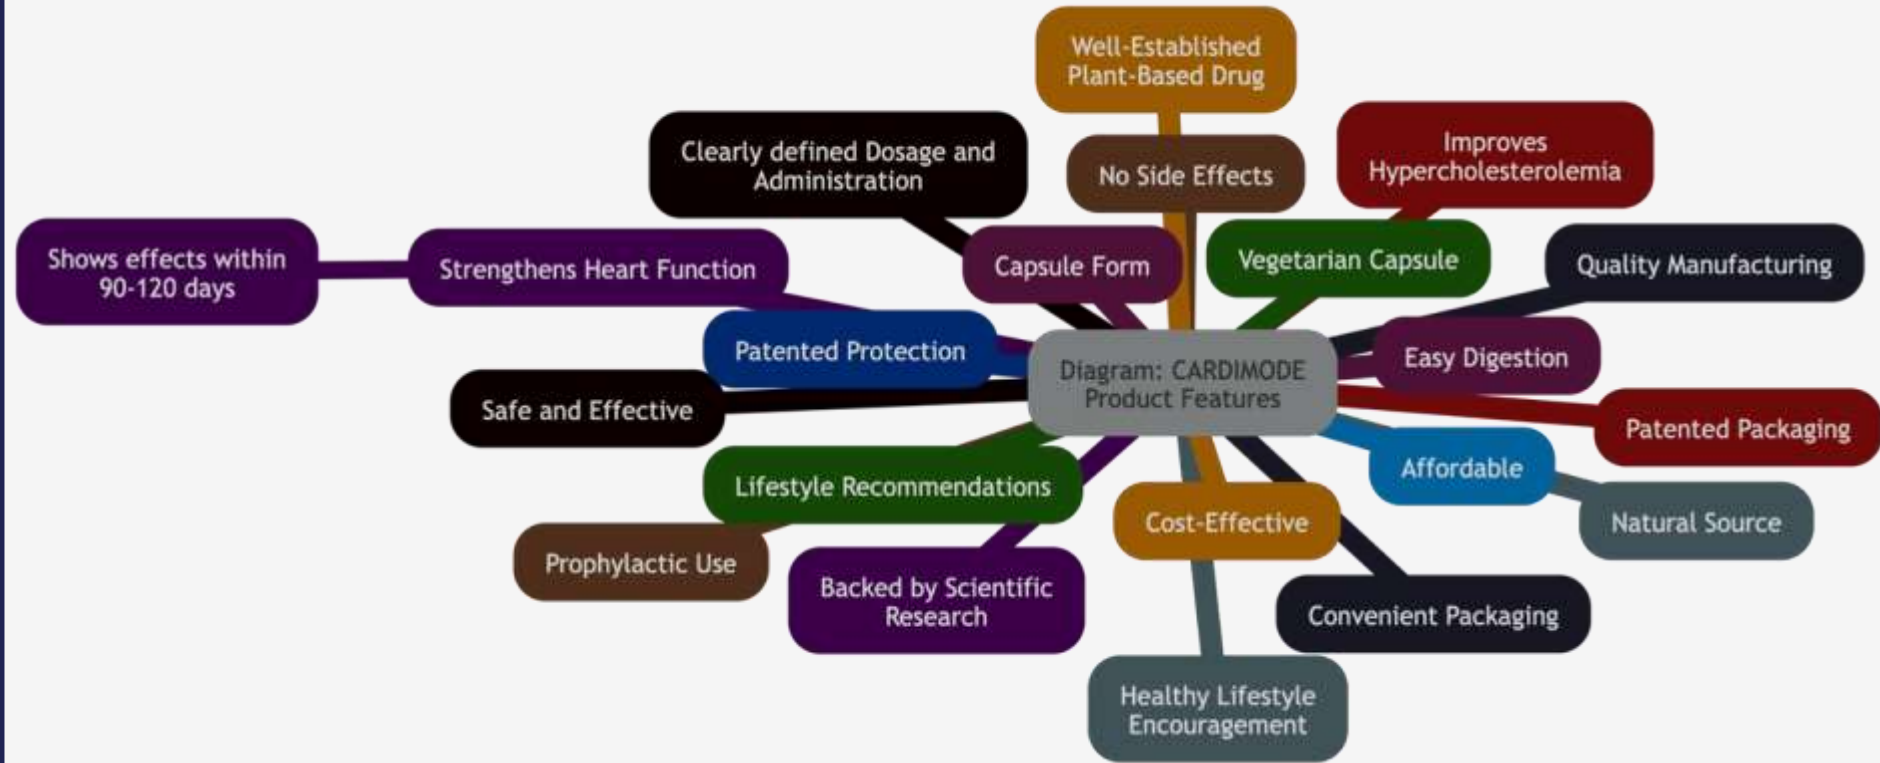 Well-Established
Plant-Based Drug
Clearly defined Dosage and
Administration
No Side Effects
Improves
Hypercholesterolemia
Shows effects within
90-120 days
Strengthens Heart Function
Capsule Form
Vegetarian Capsule
Quality Manufacturing
Patented Protection
Diagram: CARDIMODE
Product Features
Easy Digestion
Safe and Effective
Patented Packaging
Lifestyle Recommendations
Affordable
Cost-Effective
Natural Source
Prophylactic Use
Backed by Scientific
Research
Convenient Packaging
Healthy Lifestyle
Encouragement